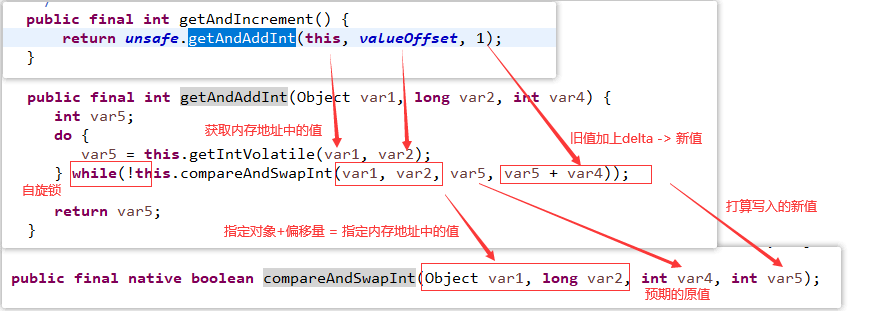 public final int getAndIncrement() {
return unsafe.getAndAddInt(this, valueOffset, 1);
}
public final int getAndAddInt(Object var1, long var2, int var4) {
int var5;
获取内存地址中的值
旧值加上delta -> 新值
do {
var5 = this.getIntVolatile(var1, var2);
} while(!this.compareAndSwapInt(var1, var2, var5, var5 + var4));
自旋锁
return var5;
打算写入的新值
}
指定对象+偏移量 = 指定内存地址中的值
public final native boolean compareAndSwapInt(Object var1, long var2, int var4, int var5);
预期的原值